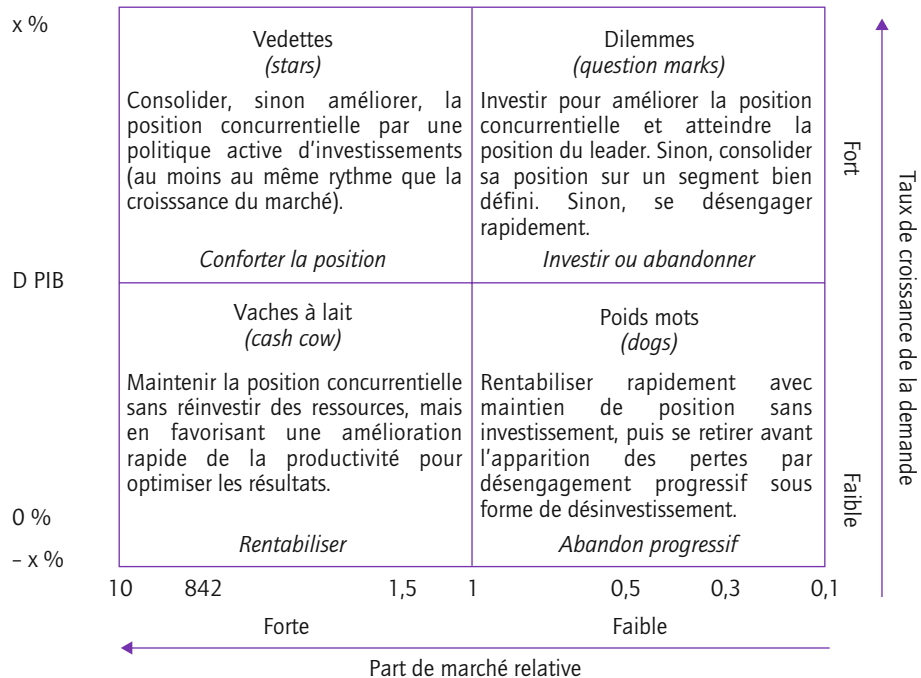 x %
Vedettes
(stars)
Consolider, sinon améliorer, la
position concurrentielle par une
politique active d'investissements
(au moins au même rythme que la
croisssance du marché).
Conforter la position
Dilemmes
(question marks)
Investir pour améliorer la position
concurrentielle et atteindre la
position du leader. Sinon, consolider
sa position sur un segment bien
défini. Sinon, se désengager
rapidement.
Investir ou abandonner
Fort
D PIB
Vaches à lait
(cash cow)
Maintenir la position concurrentielle
sans réinvestir des ressources, mais
en favorisant une amélioration
rapide de la productivité pour
optimiser les résultats.
Rentabiliser
Poids mots
(dogs)
Rentabiliser rapidement avec
maintien de position sans
investissement, puis se retirer avant
l'apparition des pertes par
désengagement progressif sous
forme de désinvestissement.
Abandon progressif
Faible
Taux de croissance de la demande
0 %
– x %
10 842 1,5 1 0,5 0,3 0,1
Forte Faible
Part de marché relative